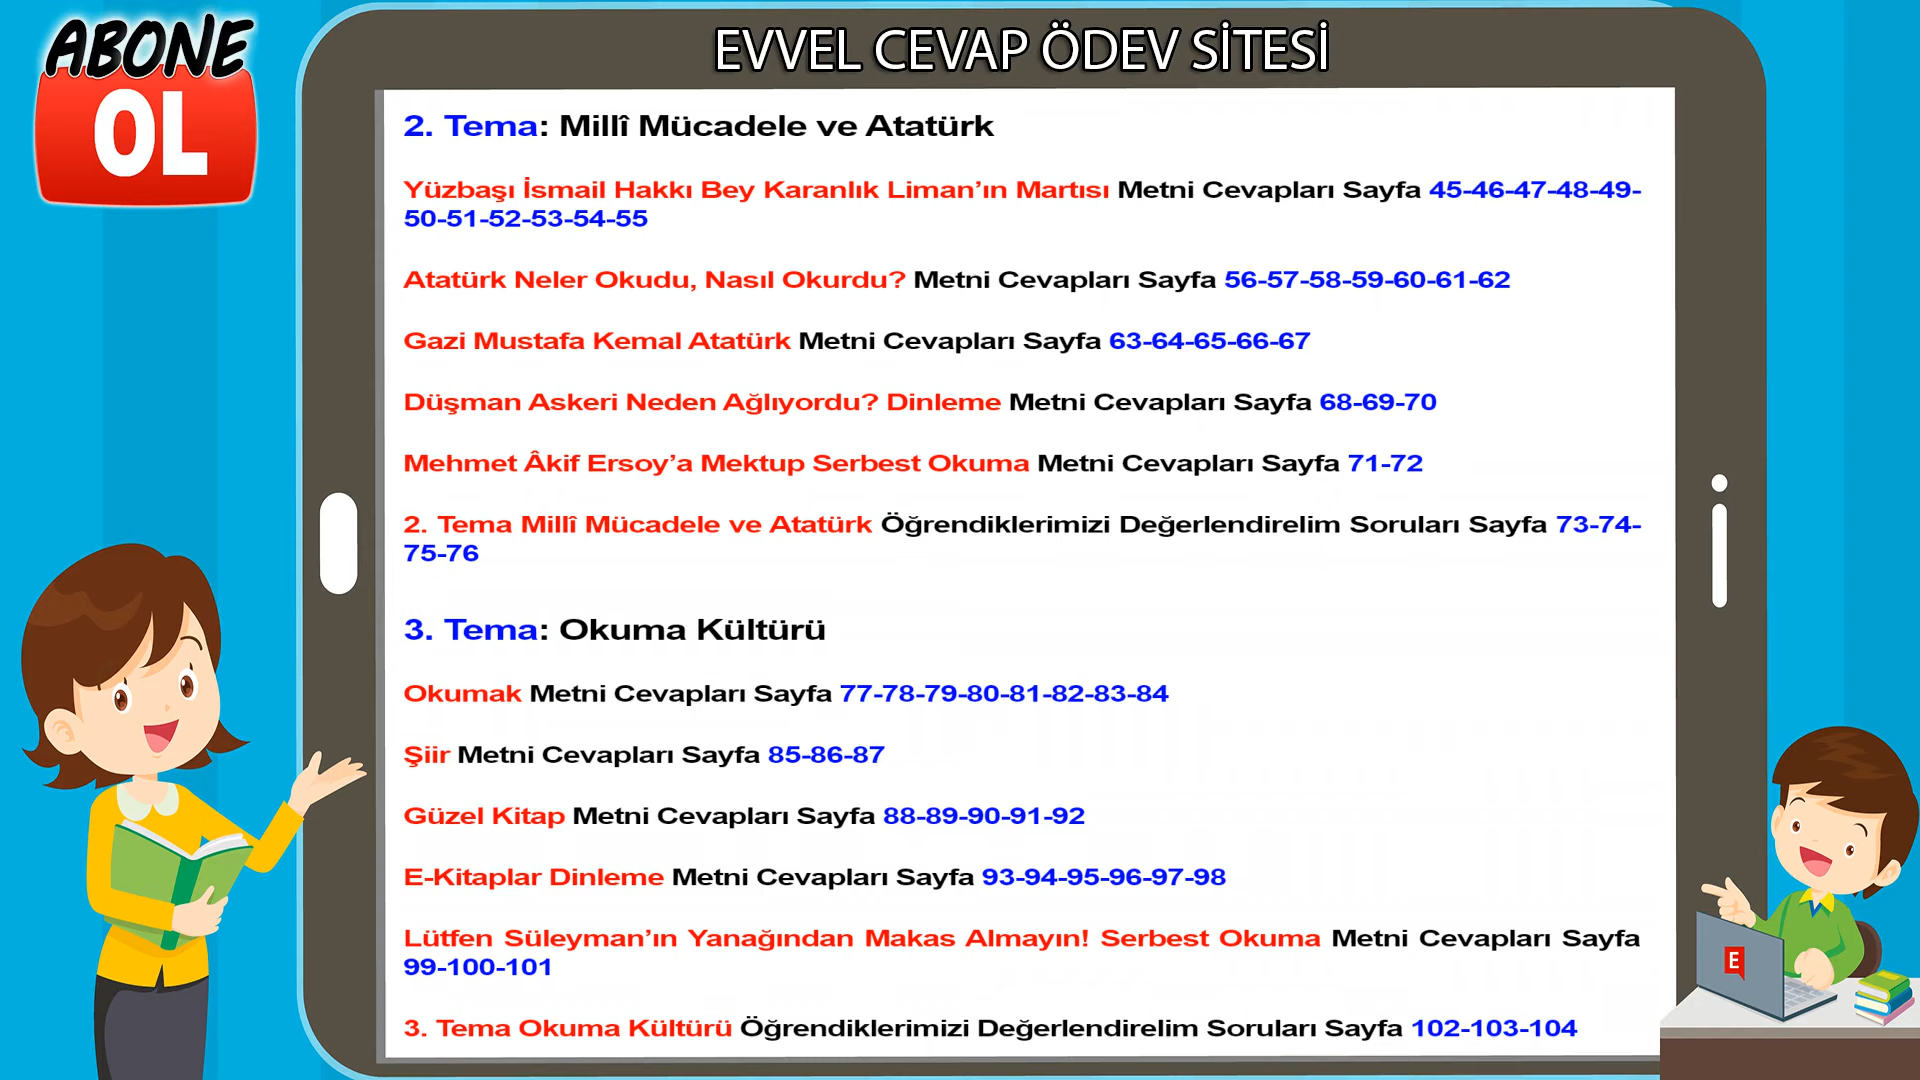 ABONE
OL
EVVEL CEVAP ÖDEV SİTESİ
2. Tema: Millî Mücadele ve Atatürk
Yüzbaşı İsmail Hakkı Bey Karanlık Liman’ın Martısı Metni Cevapları Sayfa 45-46-47-48-49-
50-51-52-53-54-55
Atatürk Neler Okudu, Nasıl Okurdu? Metni Cevapları Sayfa 56-57-58-59-60-61-62
Gazi Mustafa Kemal Atatürk Metni Cevapları Sayfa 63-64-65-66-67
Düşman Askeri Neden Ağlıyordu? Dinleme Metni Cevapları Sayfa 68-69-70
Mehmet Âkif Ersoy’a Mektup Serbest Okuma Metni Cevapları Sayfa 71-72
2. Tema Millî Mücadele ve Atatürk Öğrendiklerimizi Değerlendirelim Soruları Sayfa 73-74-
75-76
3. Tema: Okuma Kültürü
Okumak Metni Cevapları Sayfa 77-78-79-80-81-82-83-84
Şiir Metni Cevapları Sayfa 85-86-87
Güzel Kitap Metni Cevapları Sayfa 88-89-90-91-92
E-Kitaplar Dinleme Metni Cevapları Sayfa 93-94-95-96-97-98
Lütfen Süleyman’ın Yanağından Makas Almayın! Serbest Okuma Metni Cevapları Sayfa
99-100-101
3. Tema Okuma Kültürü Öğrendiklerimizi Değerlendirelim Soruları Sayfa 102-103-104
E